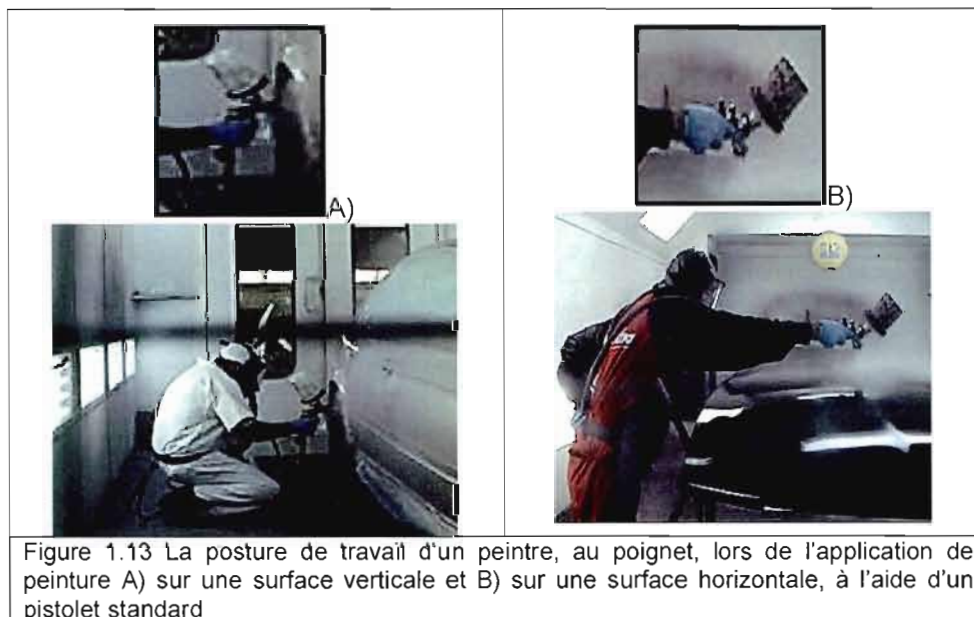 A)
B)
Figure 1.13 La posture de travail d'un peintre, au poignet, lors de l'application de
peinture A) sur une surface verticale et B) sur une surface horizontale, à l'aide d'un
pistolet standard